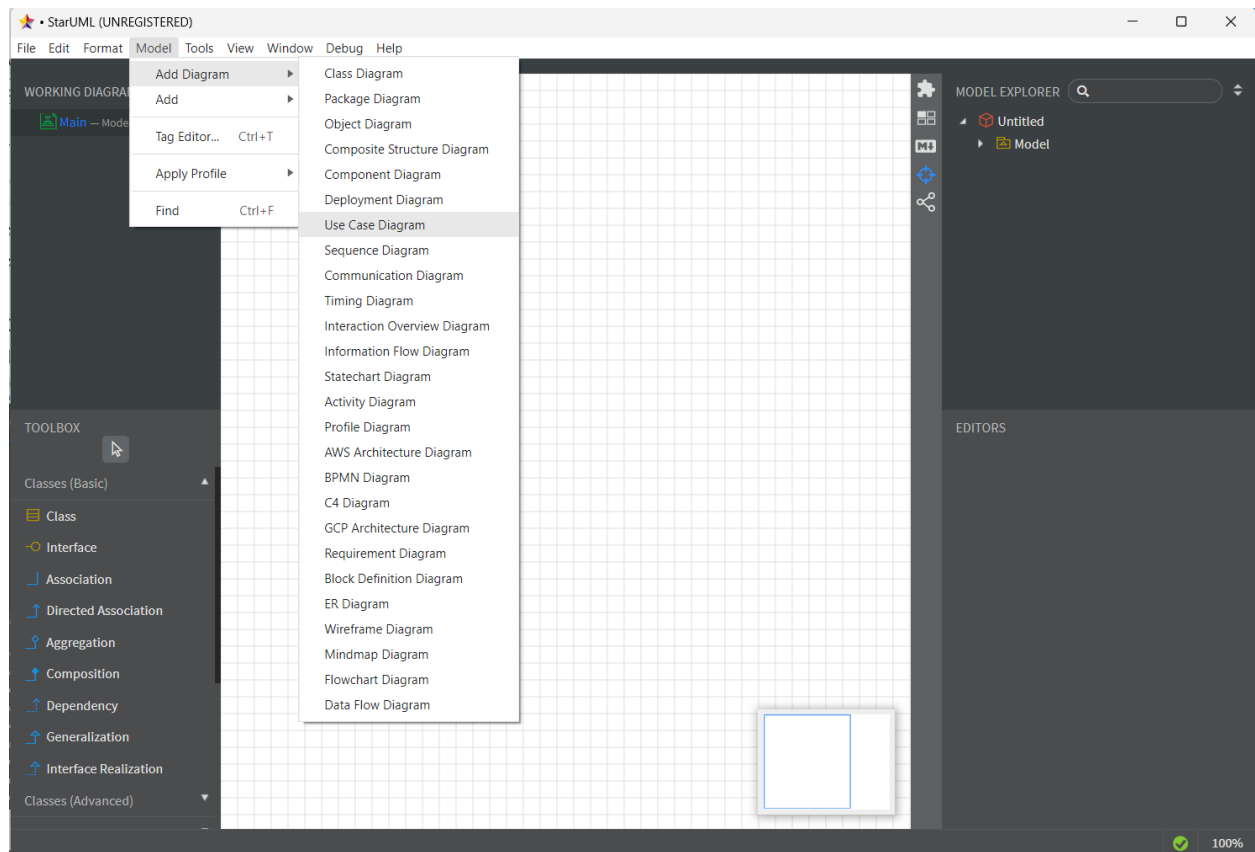 • StarUML (UNREGISTERED)
File Edit Format Model Tools View Window Debug Help
WORKING DIAGRA
Main — Mode
Add Diagram
Add
Tag Editor... Ctrl+T
Apply Profile
Find Ctrl+F
Class Diagram
Package Diagram
Object Diagram
Composite Structure Diagram
Component Diagram
Deployment Diagram
Use Case Diagram
Sequence Diagram
Communication Diagram
Timing Diagram
Interaction Overview Diagram
Information Flow Diagram
Statechart Diagram
Activity Diagram
Profile Diagram
AWS Architecture Diagram
BPMN Diagram
C4 Diagram
GCP Architecture Diagram
Requirement Diagram
Block Definition Diagram
ER Diagram
Wireframe Diagram
Mindmap Diagram
Flowchart Diagram
Data Flow Diagram
TOOLBOX
Classes (Basic)
Class
Interface
Association
Directed Association
Aggregation
Composition
Dependency
Generalization
Interface Realization
Classes (Advanced)
M
MODEL EXPLORER
Untitled
Model
EDITORS
100%